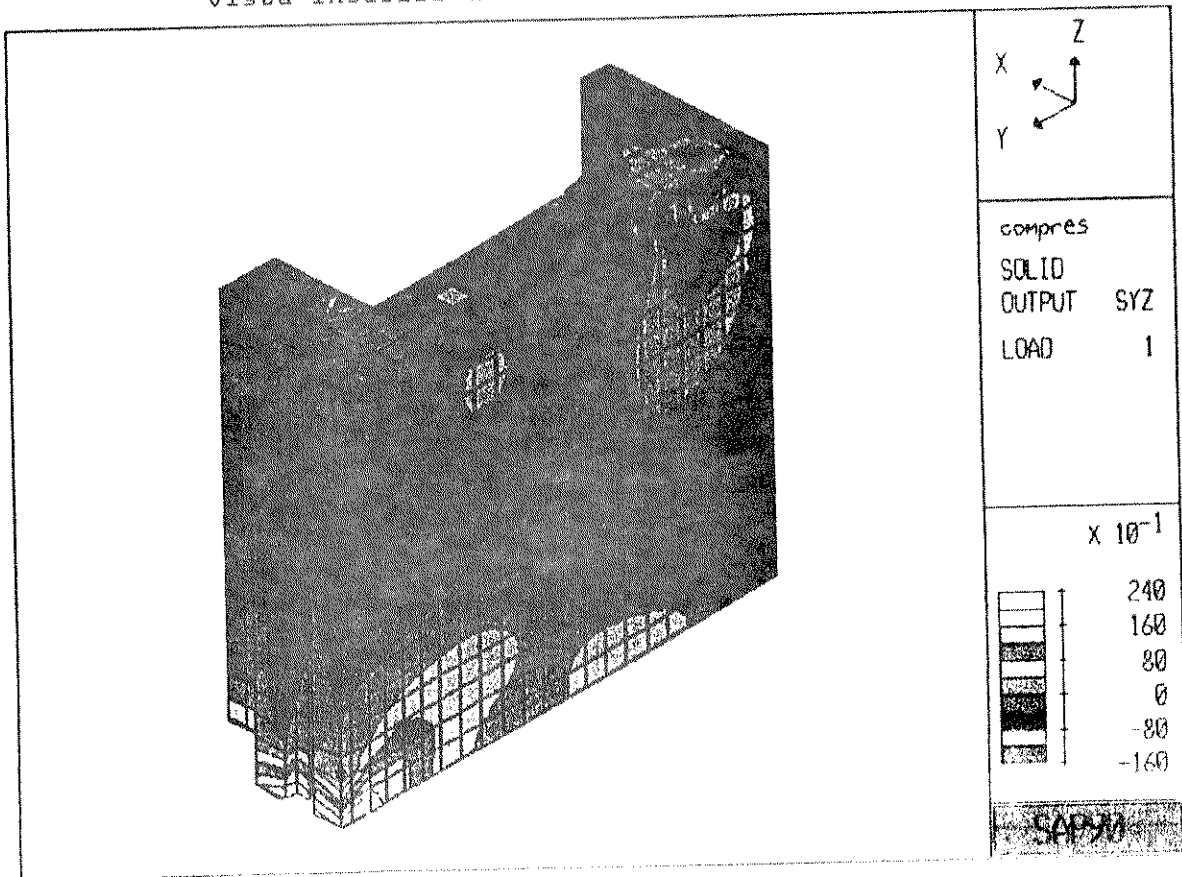 Z
X
Y
compres
SOLID
OUTPUT SYZ
LOAD 1
X 10⁻¹
240
160
80
0
-80
-160
SAP90